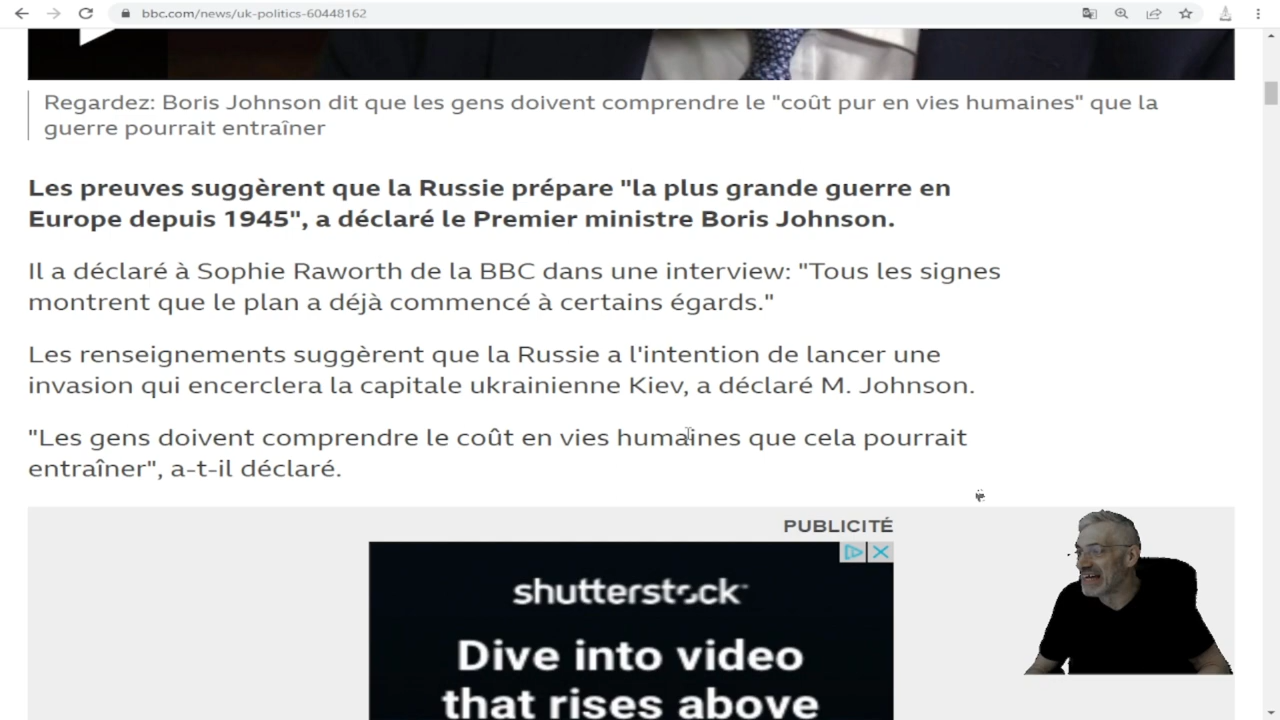 bbc.com/news/uk-politics-60448162
Regardez: Boris Johnson dit que les gens doivent comprendre le "coût pur en vies humaines" que la
guerre pourrait entraîner
Les preuves suggèrent que la Russie prépare "la plus grande guerre en
Europe depuis 1945", a déclaré le Premier ministre Boris Johnson.
Il a déclaré à Sophie Raworth de la BBC dans une interview: "Tous les signes
montrent que le plan a déjà commencé à certains égards."
Les renseignements suggèrent que la Russie a l'intention de lancer une
invasion qui encerclera la capitale ukrainienne Kiev, a déclaré M. Johnson.
"Les gens doivent comprendre le coût en vies humaines que cela pourrait
entraîner", a-t-il déclaré.
PUBLICITÉ
shutterstock
Dive into video
that rises above